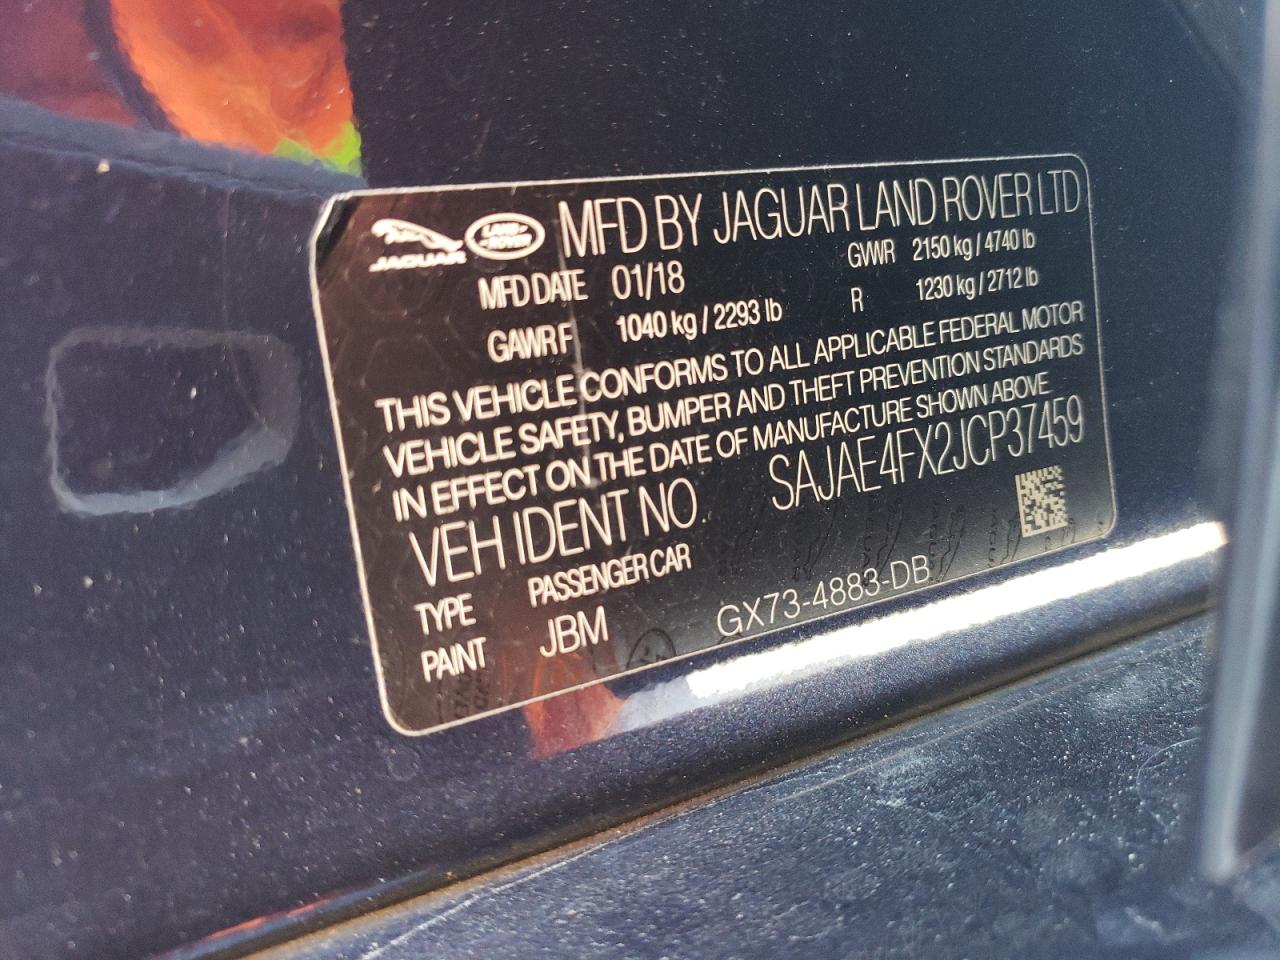 JAGUAR LAND ROVER MFD BY JAGUAR LAND ROVER LTD
MFD DATE 01/18 GVWR 2150 kg / 4740 lb
GAWR F 1040 kg / 2293 lb R 1230 kg / 2712 lb
THIS VEHICLE CONFORMS TO ALL APPLICABLE FEDERAL MOTOR
VEHICLE SAFETY, BUMPER AND THEFT PREVENTION STANDARDS
IN EFFECT ON THE DATE OF MANUFACTURE SHOWN ABOVE
VEH IDENT NO. SAJAE4FX2JCP37459
TYPE PASSENGER CAR
PAINT JBM GX73-4883-DB